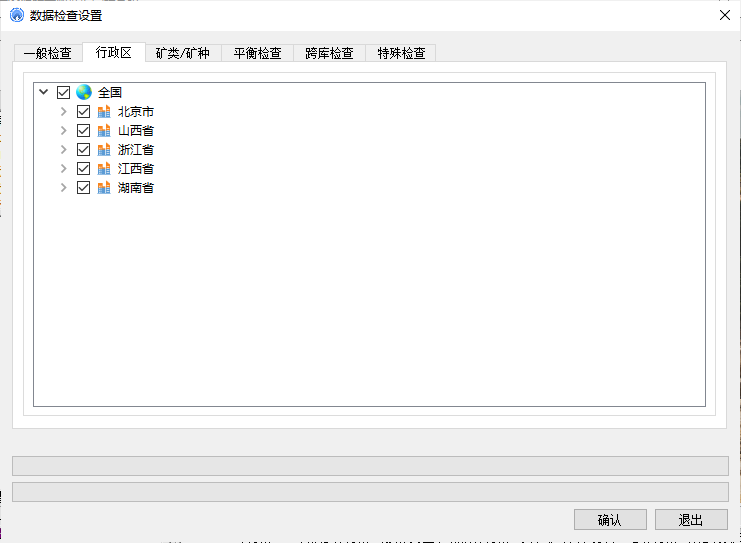 数据检查设置
一般检查 行政区 矿类/矿种 平衡检查 跨库检查 特殊检查
全国
北京市
山西省
浙江省
江西省
湖南省
确认 退出